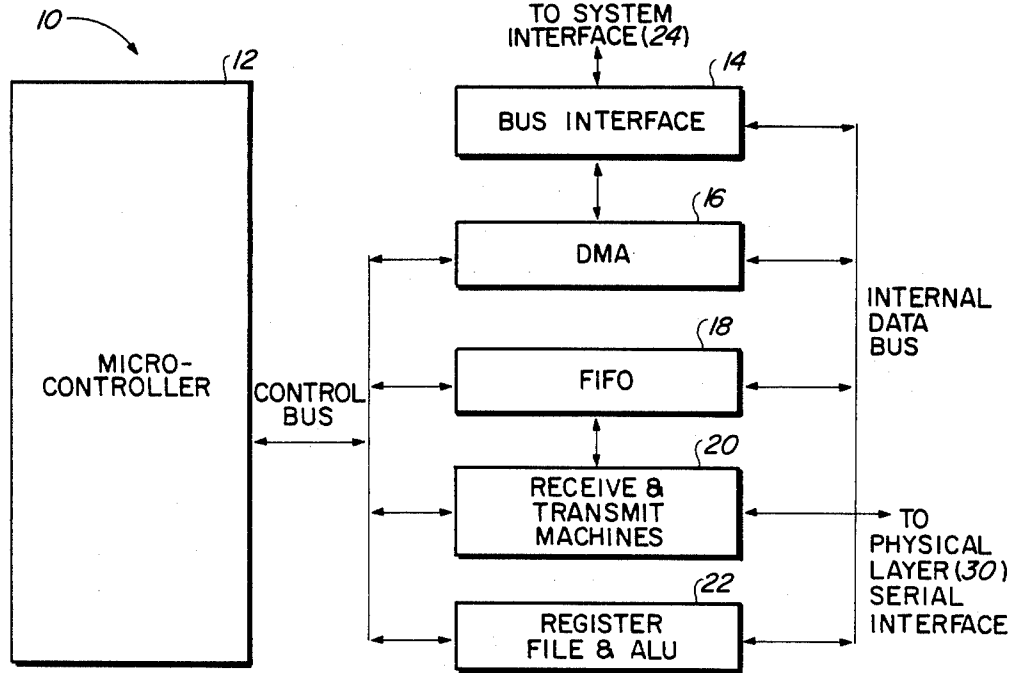 10
12
TO SYSTEM
INTERFACE (24)
14
BUS INTERFACE
16
DMA
18
FIFO
20
RECEIVE &
TRANSMIT
MACHINES
22
REGISTER
FILE & ALU
MICRO-
CONTROLLER
CONTROL
BUS
INTERNAL
DATA
BUS
TO
PHYSICAL
LAYER (30)
SERIAL
INTERFACE